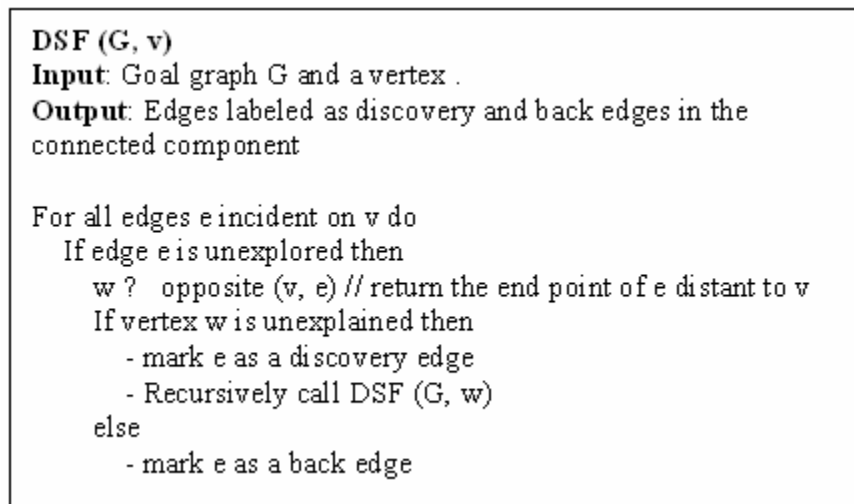 DSF (G, v)
Input: Goal graph G and a vertex .
Output: Edges labeled as discovery and back edges in the
connected component
For all edges e incident on v do
If edge e is unexplored then
w ? opposite (v, e) // return the end point of e distant to v
If vertex w is unexplained then
- mark e as a discovery edge
- Recursively call DSF (G, w)
else
- mark e as a back edge